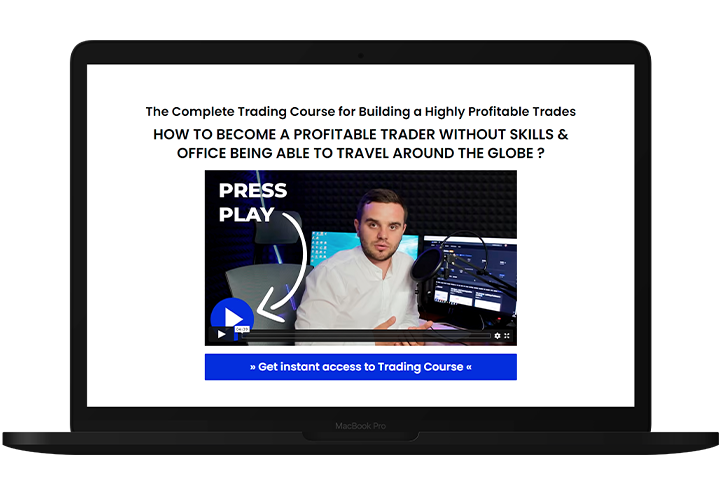 The Complete Trading Course for Building a Highly Profitable Trades
HOW TO BECOME A PROFITABLE TRADER WITHOUT SKILLS &
OFFICE BEING ABLE TO TRAVEL AROUND THE GLOBE ?
PRESS
PLAY
» Get instant access to Trading Course «
MacBook Pro